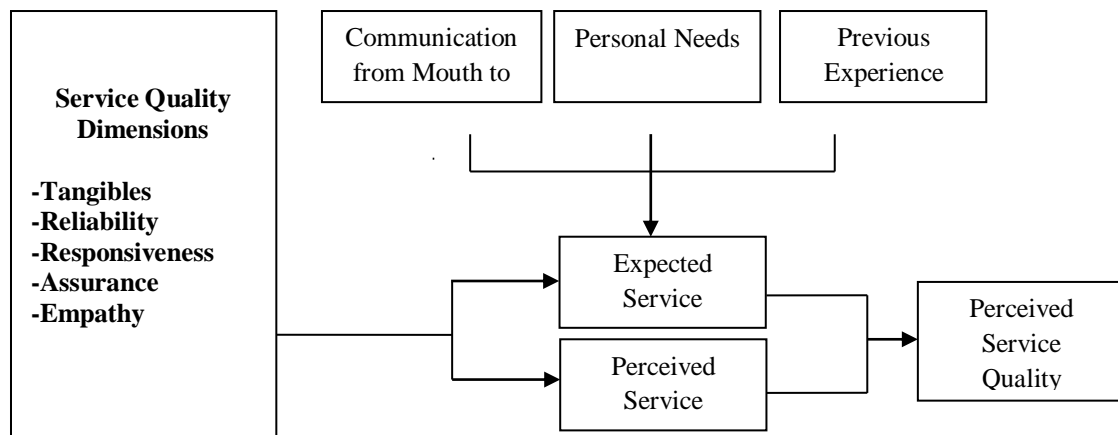 Service Quality
Dimensions
-Tangibles
-Reliability
-Responsiveness
-Assurance
-Empathy
Communication
from Mouth to
Personal Needs
Previous
Experience
Expected
Service
Perceived
Service
Perceived
Service
Quality